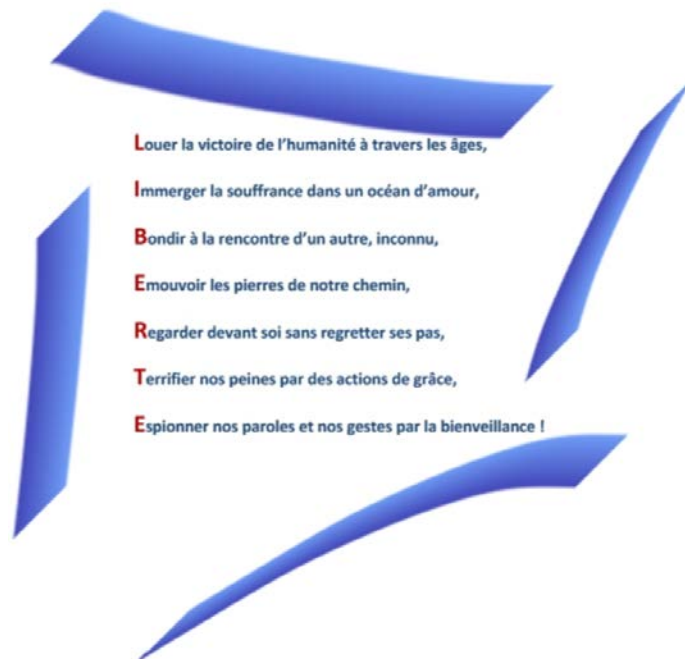 Louer la victoire de l’humanité à travers les âges,
Immerger la souffrance dans un océan d’amour,
Bondir à la rencontre d’un autre, inconnu,
Emouvoir les pierres de notre chemin,
Regarder devant soi sans regretter ses pas,
Terrifier nos peines par des actions de grâce,
Espionner nos paroles et nos gestes par la bienveillance !